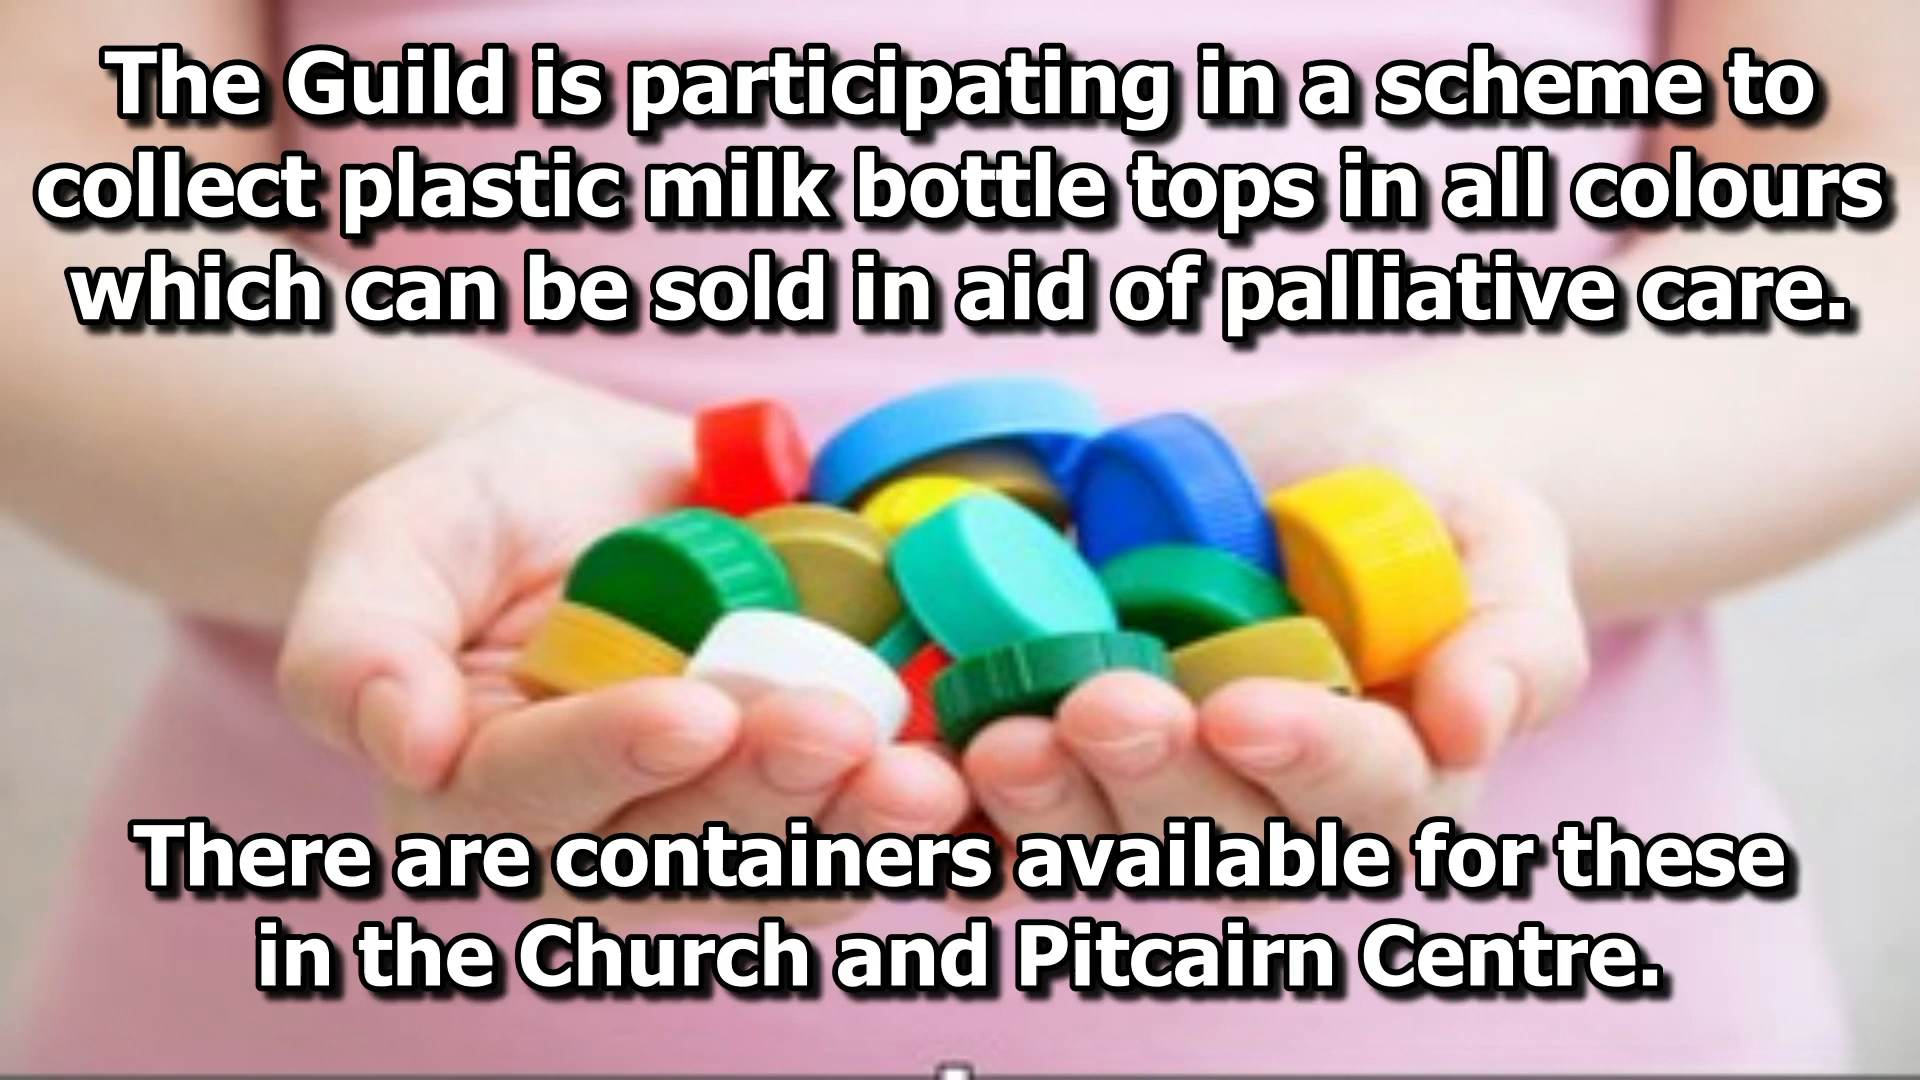 The Guild is participating in a scheme to
collect plastic milk bottle tops in all colours
which can be sold in aid of palliative care.
There are containers available for these
in the Church and Pitcairn Centre.